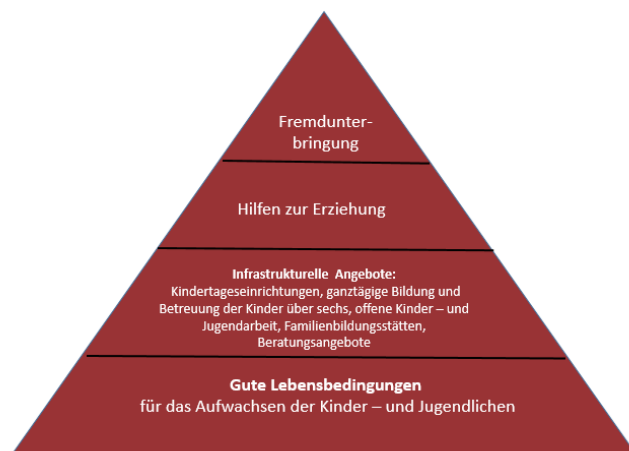 Fremdunter-
bringung
Hilfen zur Erziehung
Infrastrukturelle Angebote:
Kindertageseinrichtungen, ganztägige Bildung und
Betreuung der Kinder über sechs, offene Kinder – und
Jugendarbeit, Familienbildungsstätten,
Beratungsangebote
Gute Lebensbedingungen
für das Aufwachsen der Kinder – und Jugendlichen